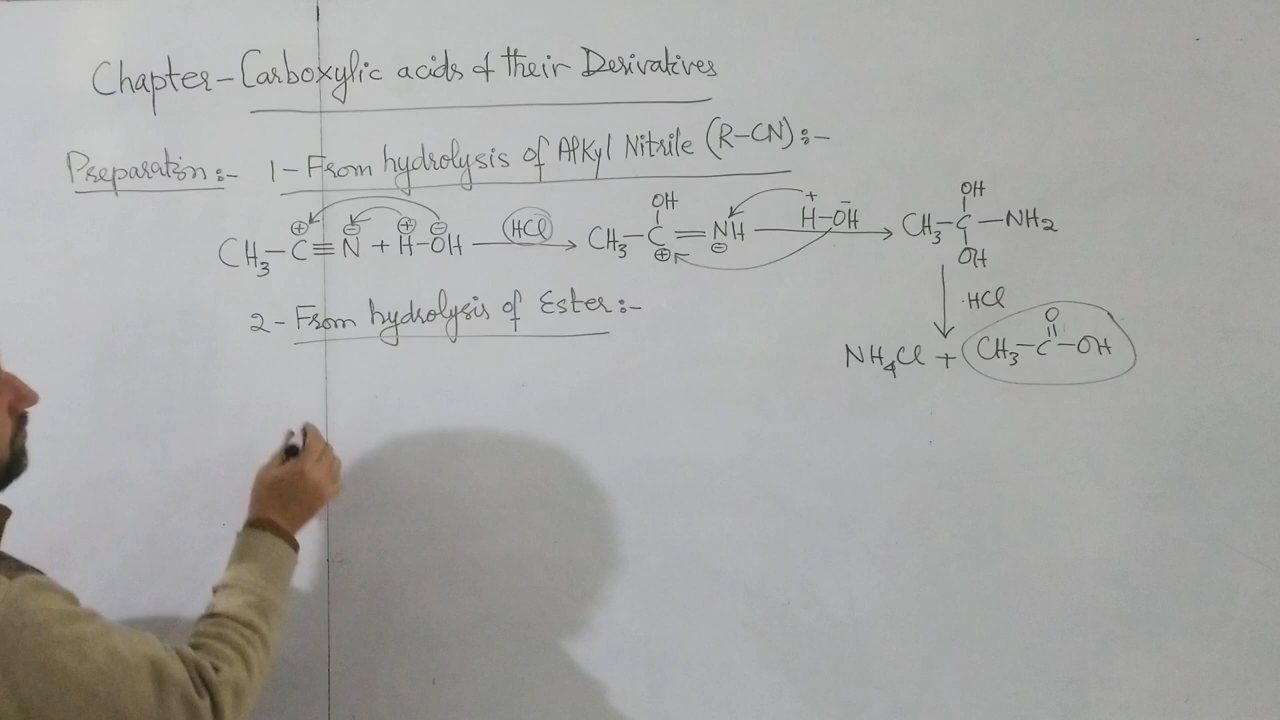 Chapter - Carboxylic acids & their Derivatives
Preparation :- 1 - From hydrolysis of Alkyl Nitrile (R-CN) :-
OH
⊕ ⊖ ⊕ ⊖
CH₃-C≡N + H-OH HCl → CH₃-C=NH
⊕ ⊖
+ -
H-OH →
OH
CH₃-C-NH₂
OH
2 - From hydrolysis of Ester :-
·HCl
O
NH₄Cl + CH₃-C-OH